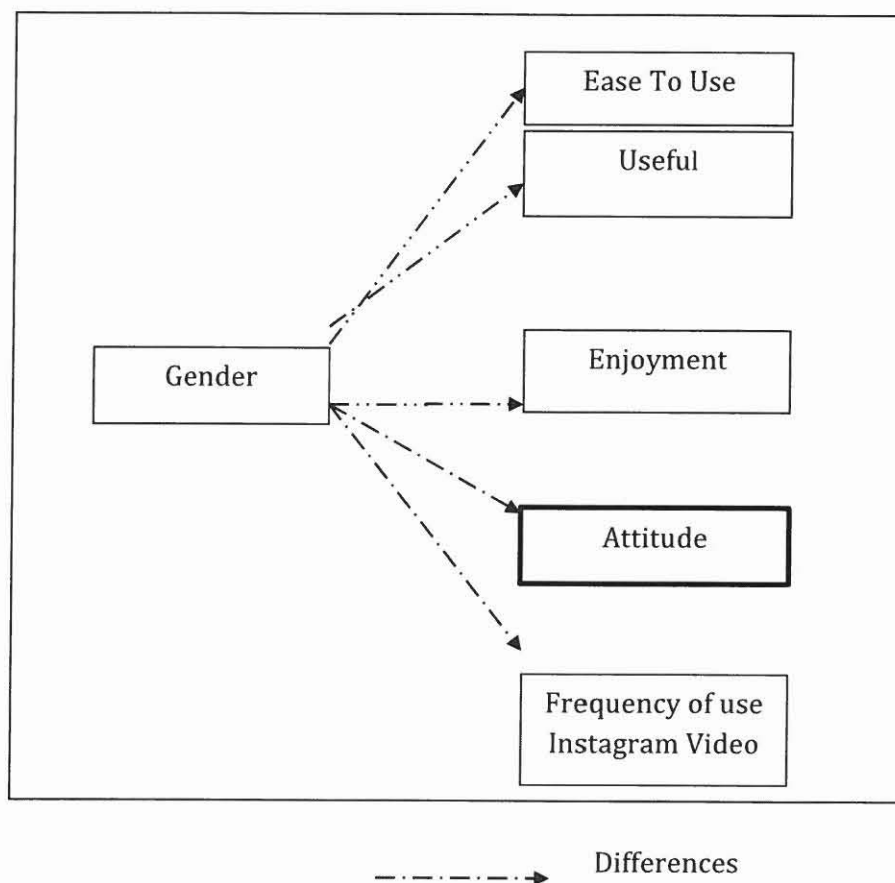 Ease To Use
Useful
Gender
Enjoyment
Attitude
Frequency of use
Instagram Video
Differences